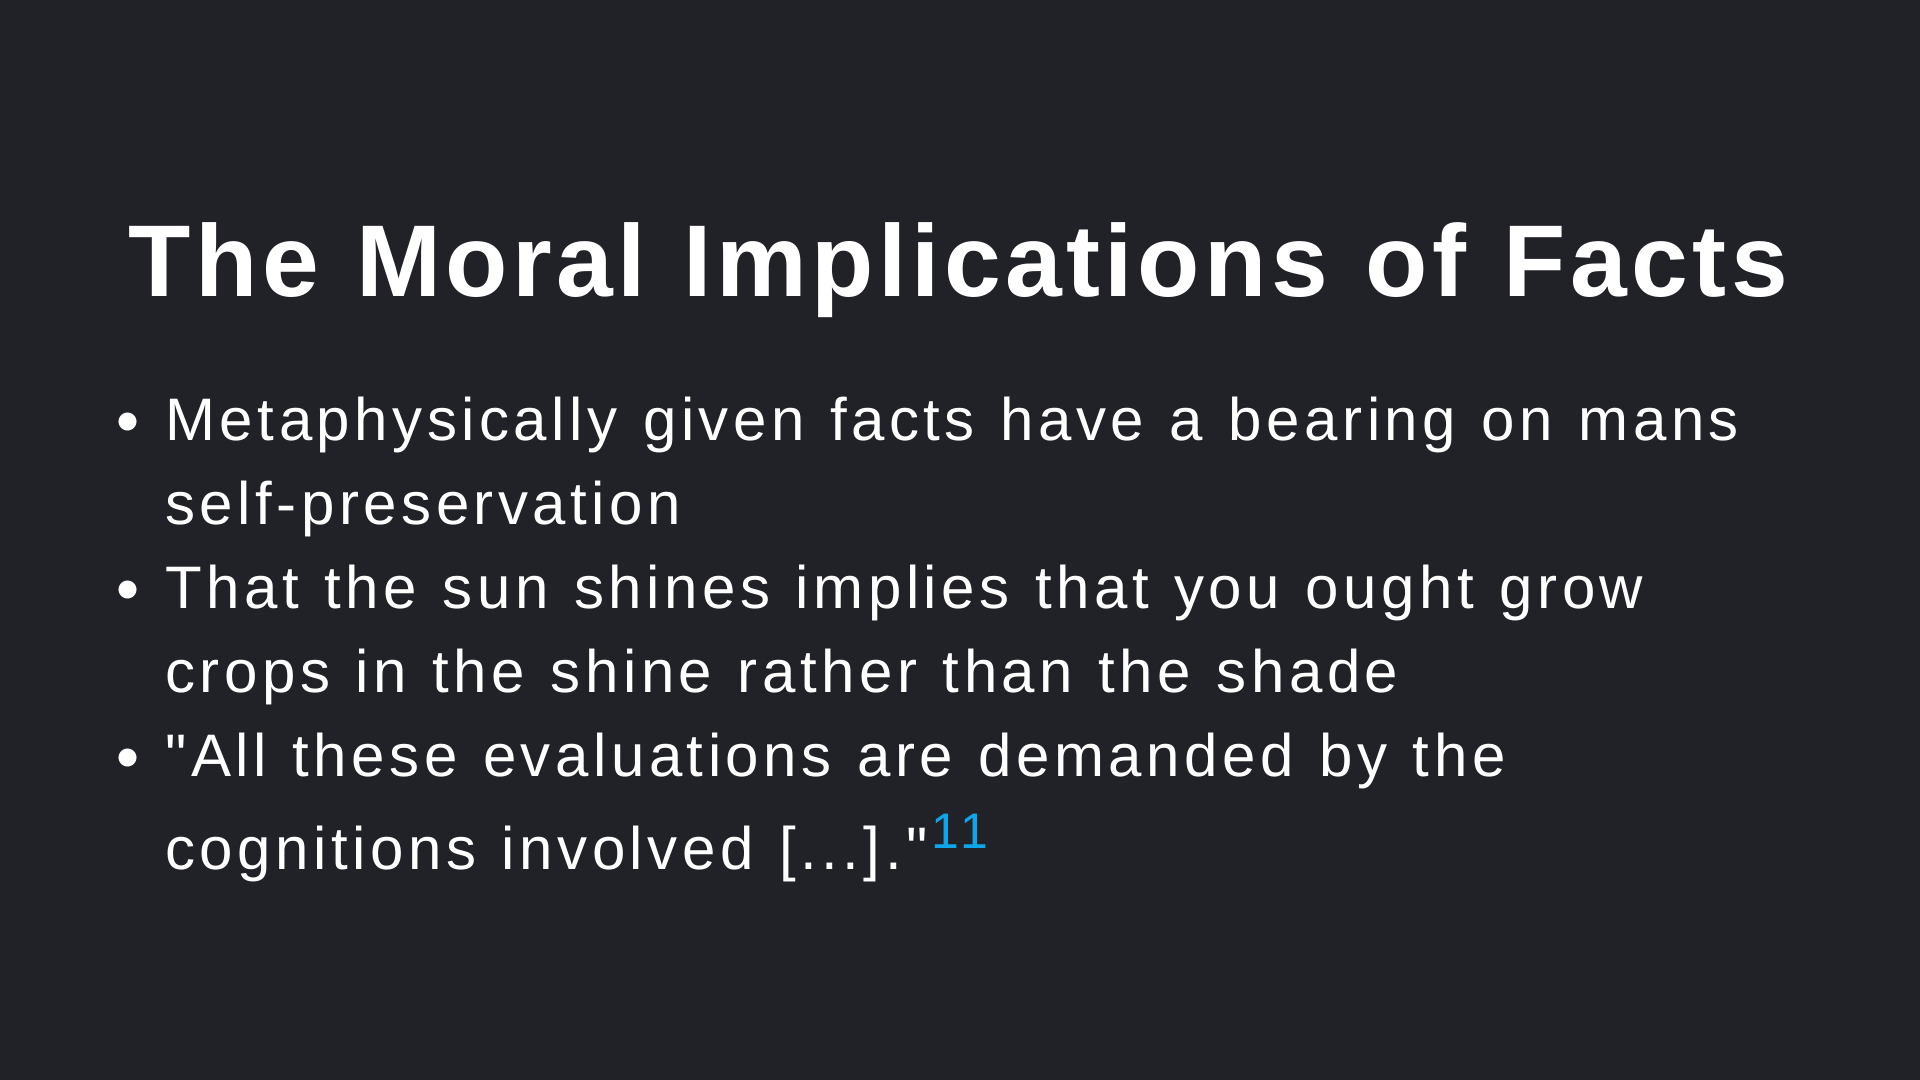 The Moral Implications of Facts
• Metaphysically given facts have a bearing on mans
self-preservation
• That the sun shines implies that you ought grow
crops in the shine rather than the shade
• "All these evaluations are demanded by the
cognitions involved [...]."11